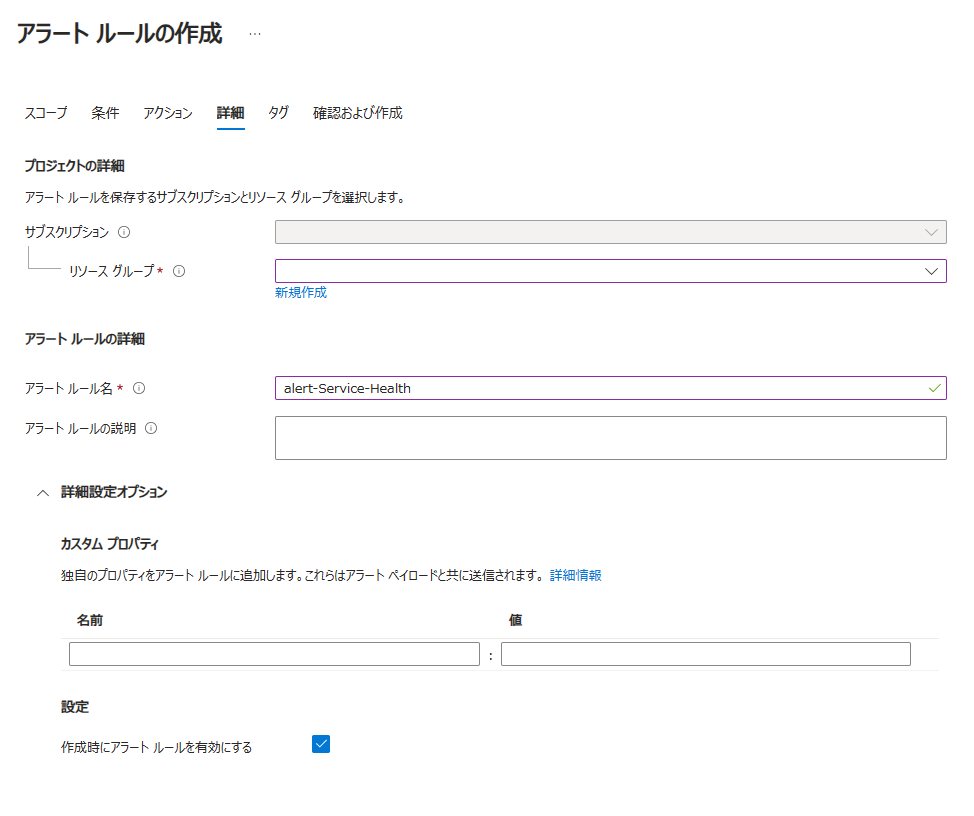 アラート ルールの作成 …
スコープ 条件 アクション 詳細 タグ 確認および作成
プロジェクトの詳細
アラート ルールを保存するサブスクリプションとリソース グループを選択します。
サブスクリプション
リソース グループ *
新規作成
アラート ルールの詳細
アラート ルール名 * alert-Service-Health
アラート ルールの説明
詳細設定オプション
カスタム プロパティ
独自のプロパティをアラート ルールに追加します。これらはアラート ペイロードと共に送信されます。 詳細情報
名前 値
:
設定
作成時にアラート ルールを有効にする